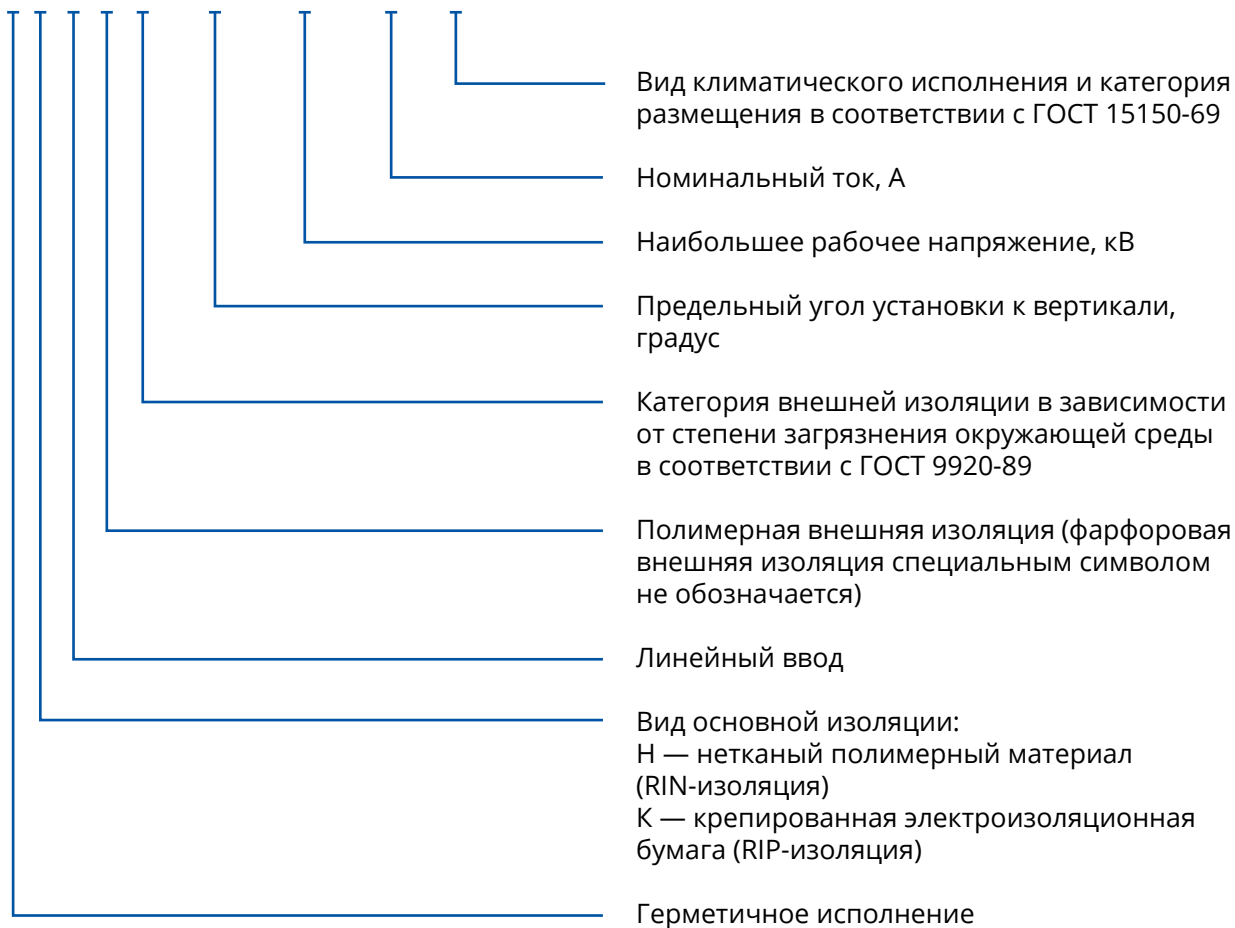 Вид климатического исполнения и категория
размещения в соответствии с ГОСТ 15150-69
Номинальный ток, А
Наибольшее рабочее напряжение, кВ
Предельный угол установки к вертикали,
градус
Категория внешней изоляции в зависимости
от степени загрязнения окружающей среды
в соответствии с ГОСТ 9920-89
Полимерная внешняя изоляция (фарфоровая
внешняя изоляция специальным символом
не обозначается)
Линейный ввод
Вид основной изоляции:
Н — нетканый полимерный материал
(RIN-изоляция)
К — крепированная электроизоляционная
бумага (RIP-изоляция)
Герметичное исполнение